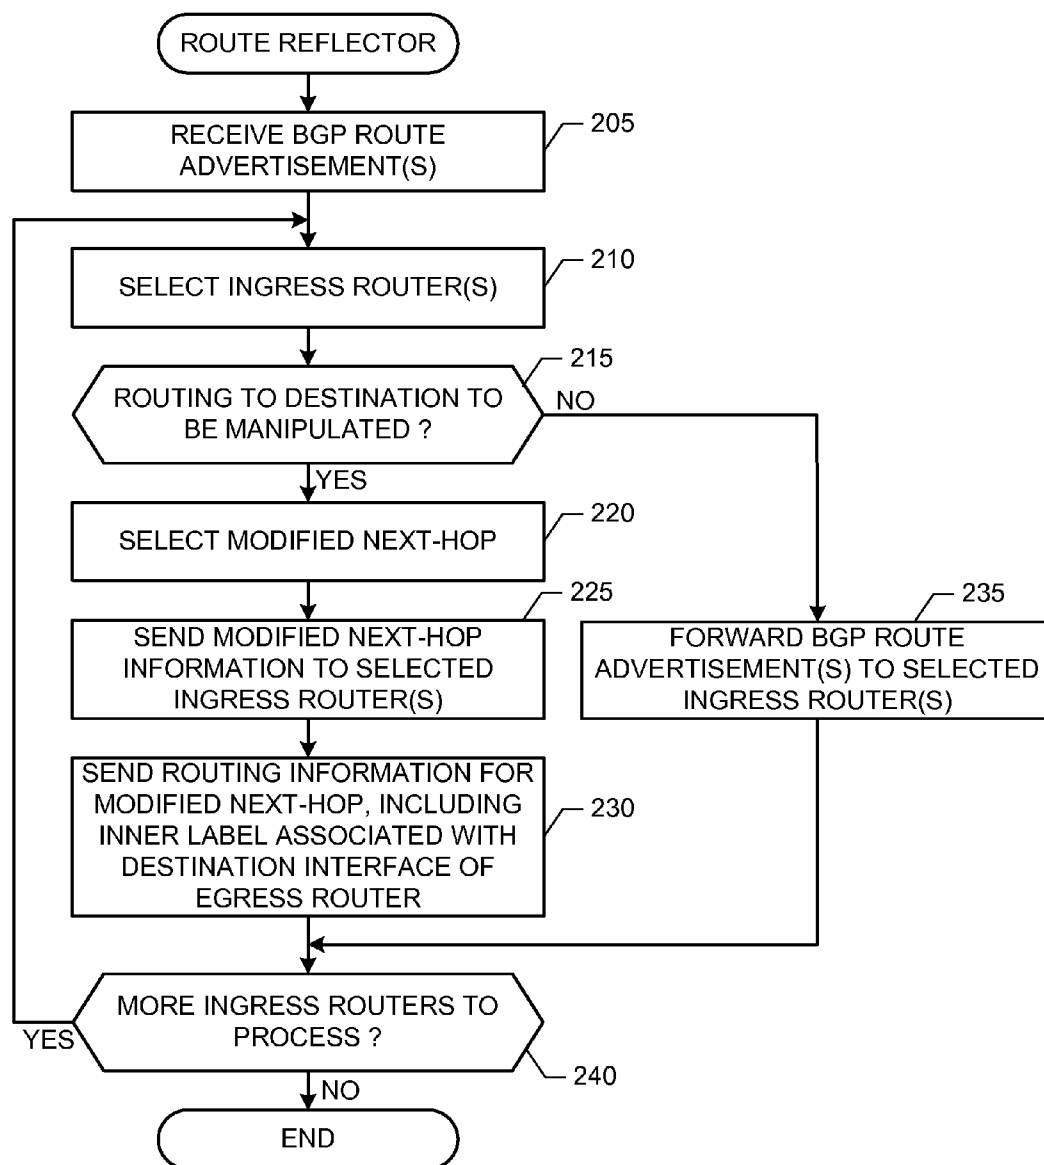 ROUTE REFLECTOR
RECEIVE BGP ROUTE
ADVERTISEMENT(S)
205
SELECT INGRESS ROUTER(S)
210
ROUTING TO DESTINATION TO
BE MANIPULATED ?
215
NO
YES
SELECT MODIFIED NEXT-HOP
220
SEND MODIFIED NEXT-HOP
INFORMATION TO SELECTED
INGRESS ROUTER(S)
225
FORWARD BGP ROUTE
ADVERTISEMENT(S) TO SELECTED
INGRESS ROUTER(S)
235
SEND ROUTING INFORMATION FOR
MODIFIED NEXT-HOP, INCLUDING
INNER LABEL ASSOCIATED WITH
DESTINATION INTERFACE OF
EGRESS ROUTER
230
MORE INGRESS ROUTERS TO
PROCESS ?
YES
240
NO
END